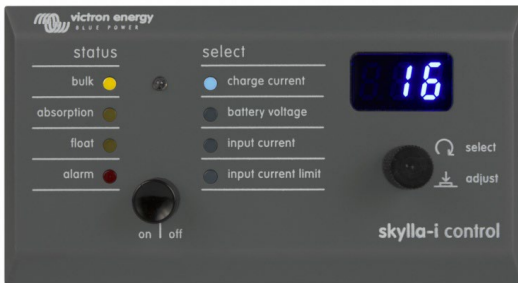 victron energy
BLUE POWER
status
select
bulk
charge current
16
absorption
battery voltage
float
input current
select
alarm
input current limit
adjust
on | off
skylla-i control